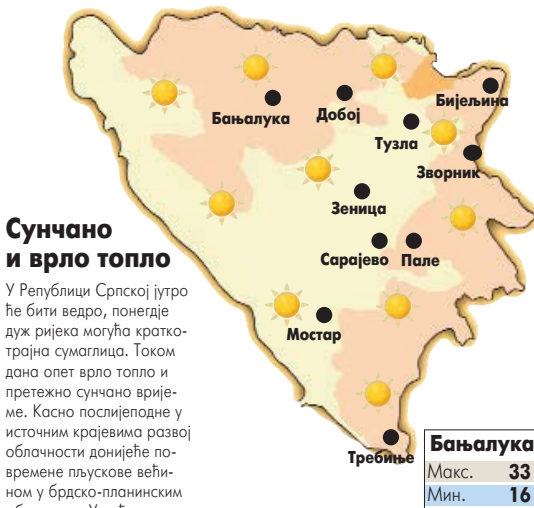 Бањалука
Добој
Бијељина
Тузла
Зворник
Зеница
Сарајево
Пале
Мостар
Требиње
Сунчано
и врло топло
У Републици Српској јутро
ће бити ведро, понегдје
дуж ријека могућа кратко-
трајна сумаглица. Током
дана опет врло топло и
претежно сунчано врије-
ме. Касно послијеподне у
источним крајевима развој
облачности донијеће по-
времене пљускове већи-
ном у брдско-планинским
Бањалука
Макс. 33
Мин. 16